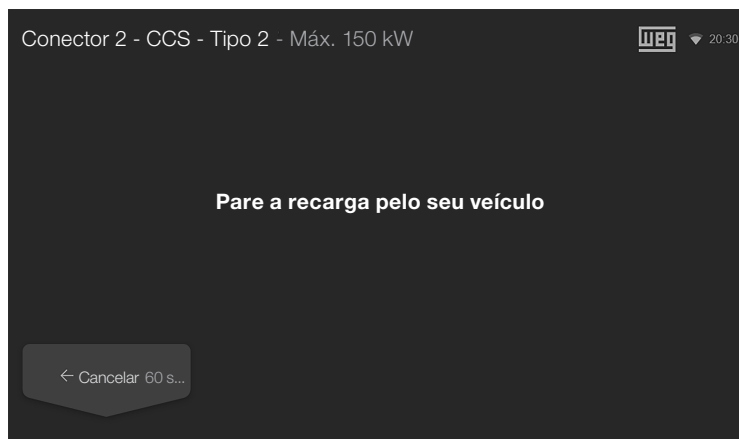 Conector 2 - CCS - Tipo 2 - Máx. 150 kW
weg 20:30
Pare a recarga pelo seu veículo
← Cancelar 60 s...